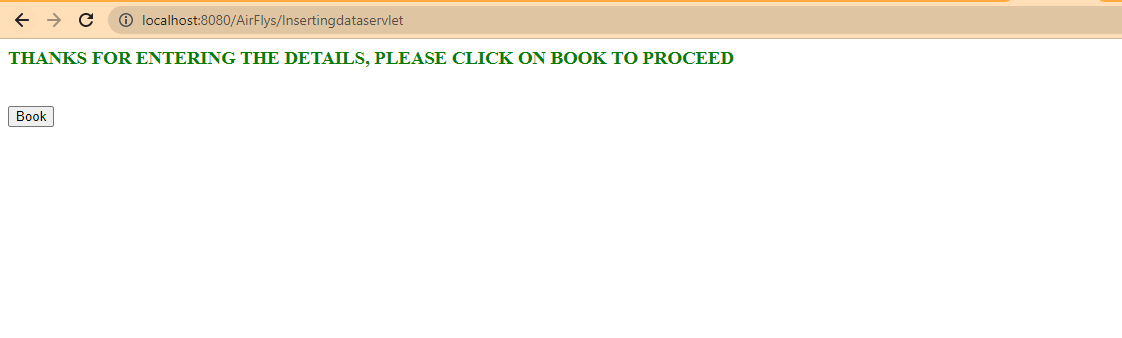 localhost:8080/AirFlys/Insertingdataservlet
THANKS FOR ENTERING THE DETAILS, PLEASE CLICK ON BOOK TO PROCEED
Book